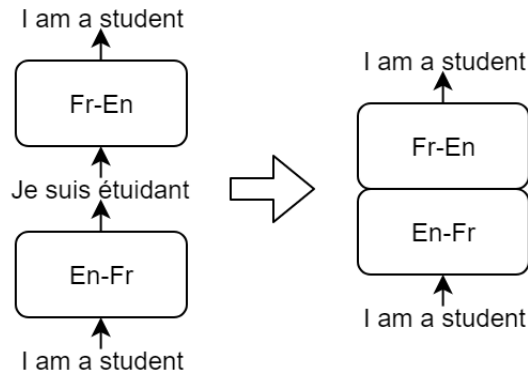 I am a student
Fr-En
Je suis étuidant
En-Fr
I am a student
I am a student
Fr-En
En-Fr
I am a student